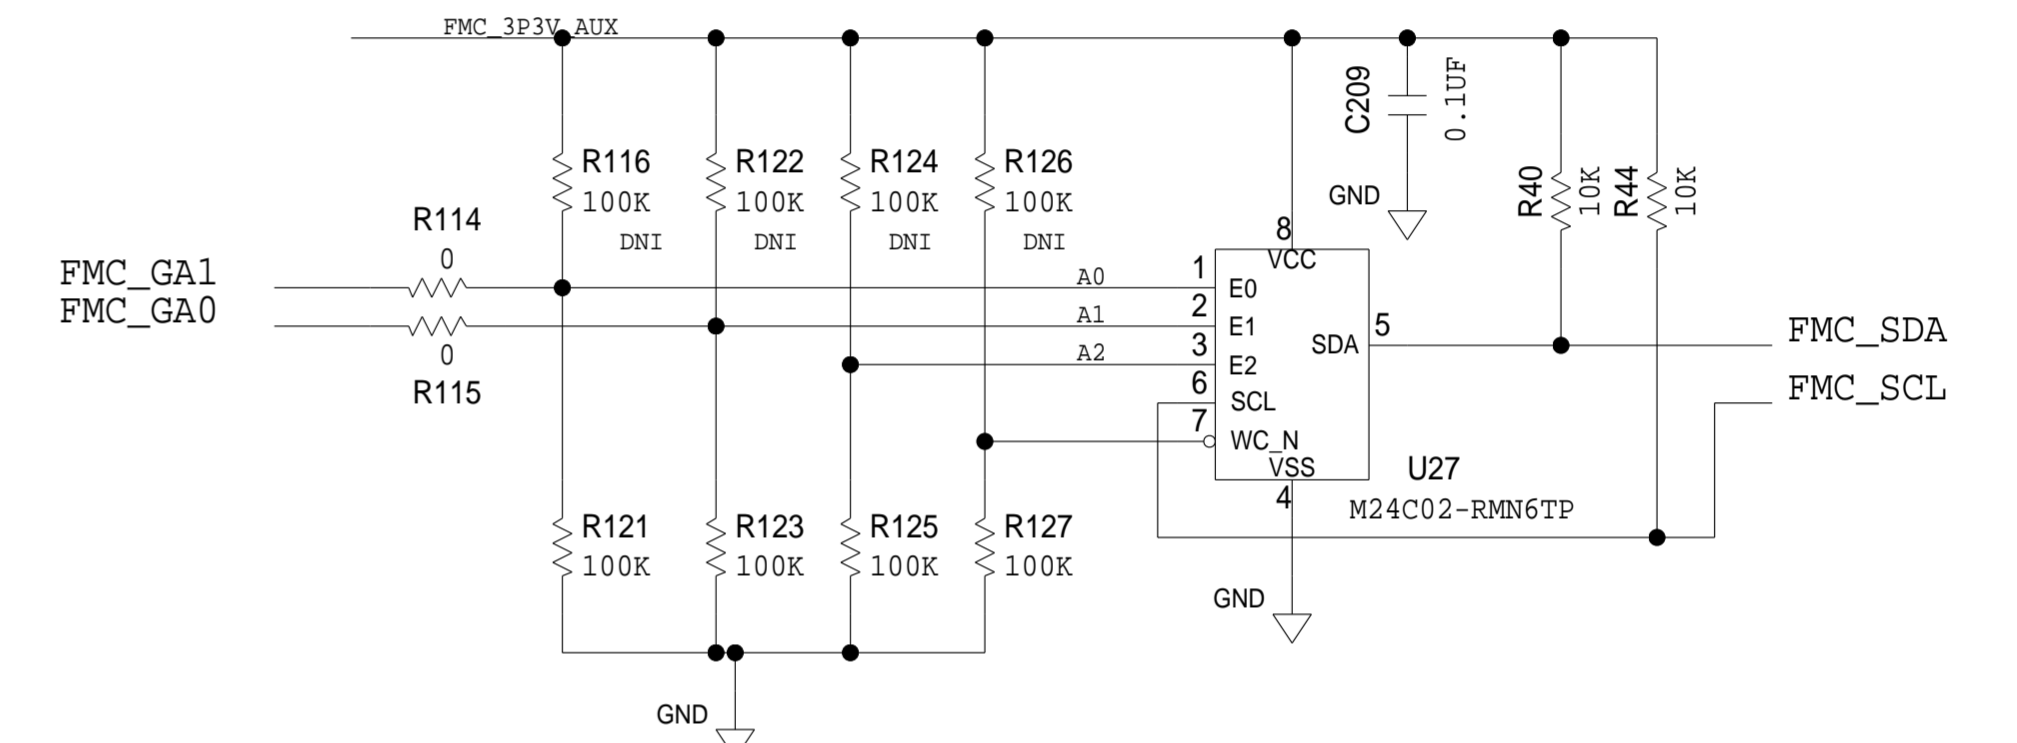 FMC_3P3V_AUX
C209
0.1UF
R116
100K
DNI
R122
100K
DNI
R124
100K
DNI
R126
100K
DNI
R40
10K
R44
10K
GND
R114
0
FMC_GA1
FMC_GA0
0
R115
A0
A1
A2
1
2
3
6
7
8
VCC
E0
E1
E2
SCL
WC_N
VSS
SDA
5
4
FMC_SDA
FMC_SCL
U27
M24C02-RMN6TP
R121
100K
R123
100K
R125
100K
R127
100K
GND
GND